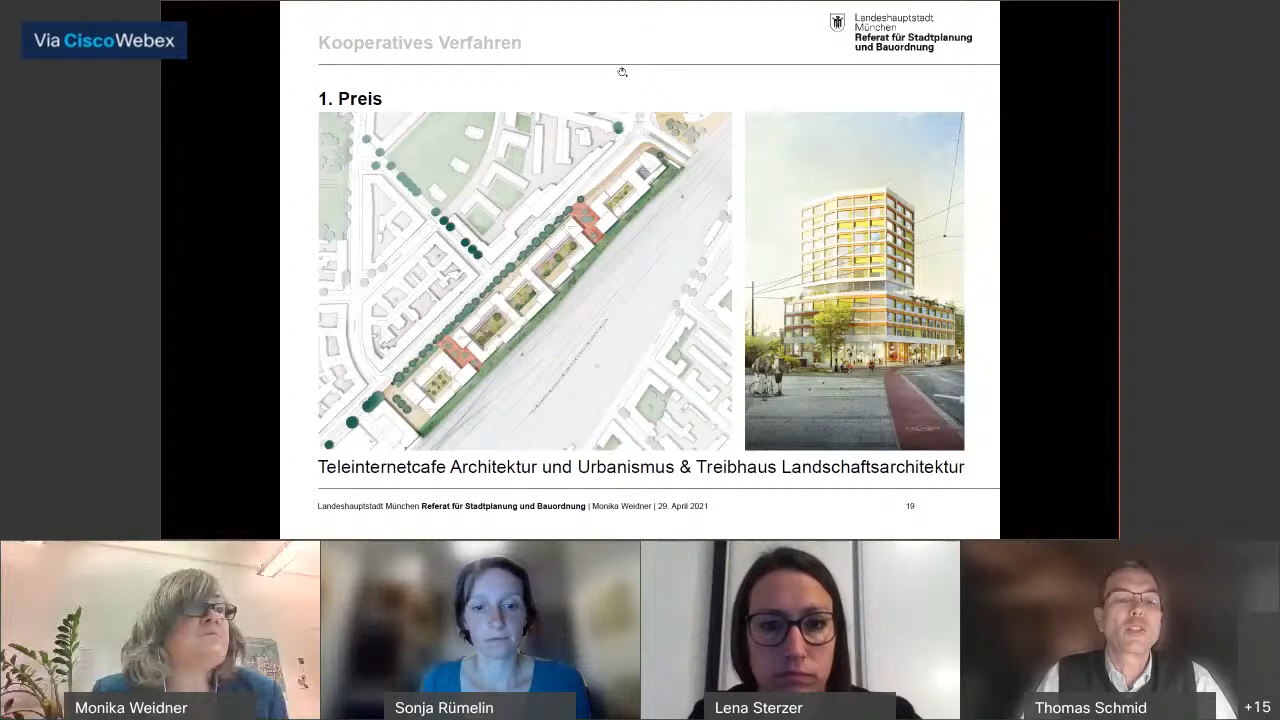 Via Cisco Webex
Kooperatives Verfahren
Landeshauptstadt
München
Referat für Stadtplanung
und Bauordnung
1. Preis
Teleinternetcafe Architektur und Urbanismus & Treibhaus Landschaftsarchitektur
Landeshauptstadt München Referat für Stadtplanung und Bauordnung | Monika Weidner | 29. April 2021
19
Monika Weidner
Sonja Rümelin
Lena Sterzer
Thomas Schmid
+15